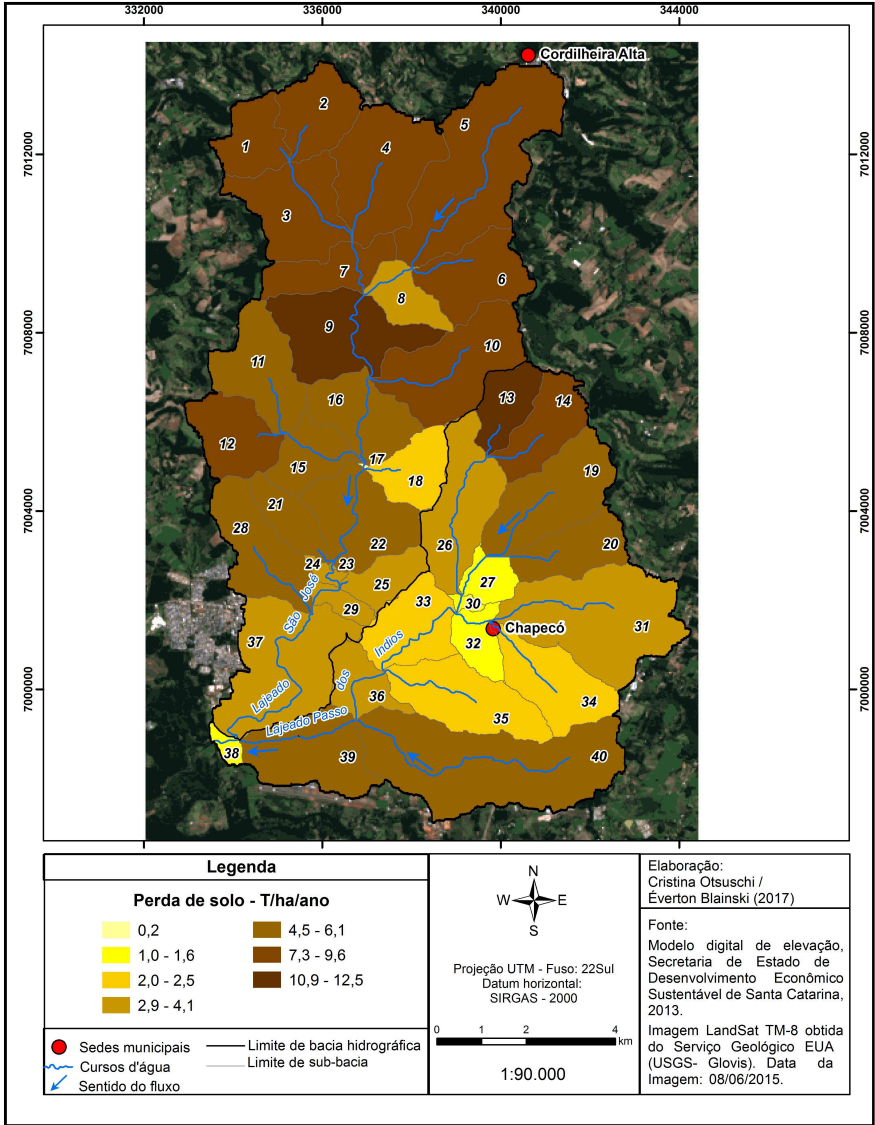 332000 336000 340000 344000
Cordilheira Alta
2
5
1
4
7012000 7012000
3
7
6
8
7008000 7008000
9
10
11
13
14
16
12
17
15
18
19
21
7004000 7004000
28
22
26
20
24 23
27
25
30
33
29
São José
Chapecó
31
37
32
Indios
dos
7000000 7000000
36
34
Lajeado
35
Lajeado Passo
38
39
40
Legenda
Perda de solo - T/ha/ano
0,2
1,0 - 1,6
2,0 - 2,5
2,9 - 4,1
4,5 - 6,1
7,3 - 9,6
10,9 - 12,5
Sedes municipais
Cursos d'água
Sentido do fluxo
Limite de bacia hidrográfica
Limite de sub-bacia
N
W E
S
Projeção UTM - Fuso: 22Sul
Datum horizontal:
SIRGAS - 2000
0 1 2 4
km
1:90.000
Elaboração:
Cristina Otsuschi /
Éverton Blainski (2017)
Fonte:
Modelo digital de elevação,
Secretaria de Estado de
Desenvolvimento Econômico
Sustentável de Santa Catarina,
2013.
Imagem LandSat TM-8 obtida
do Serviço Geológico EUA
(USGS- Glovis). Data da
Imagem: 08/06/2015.